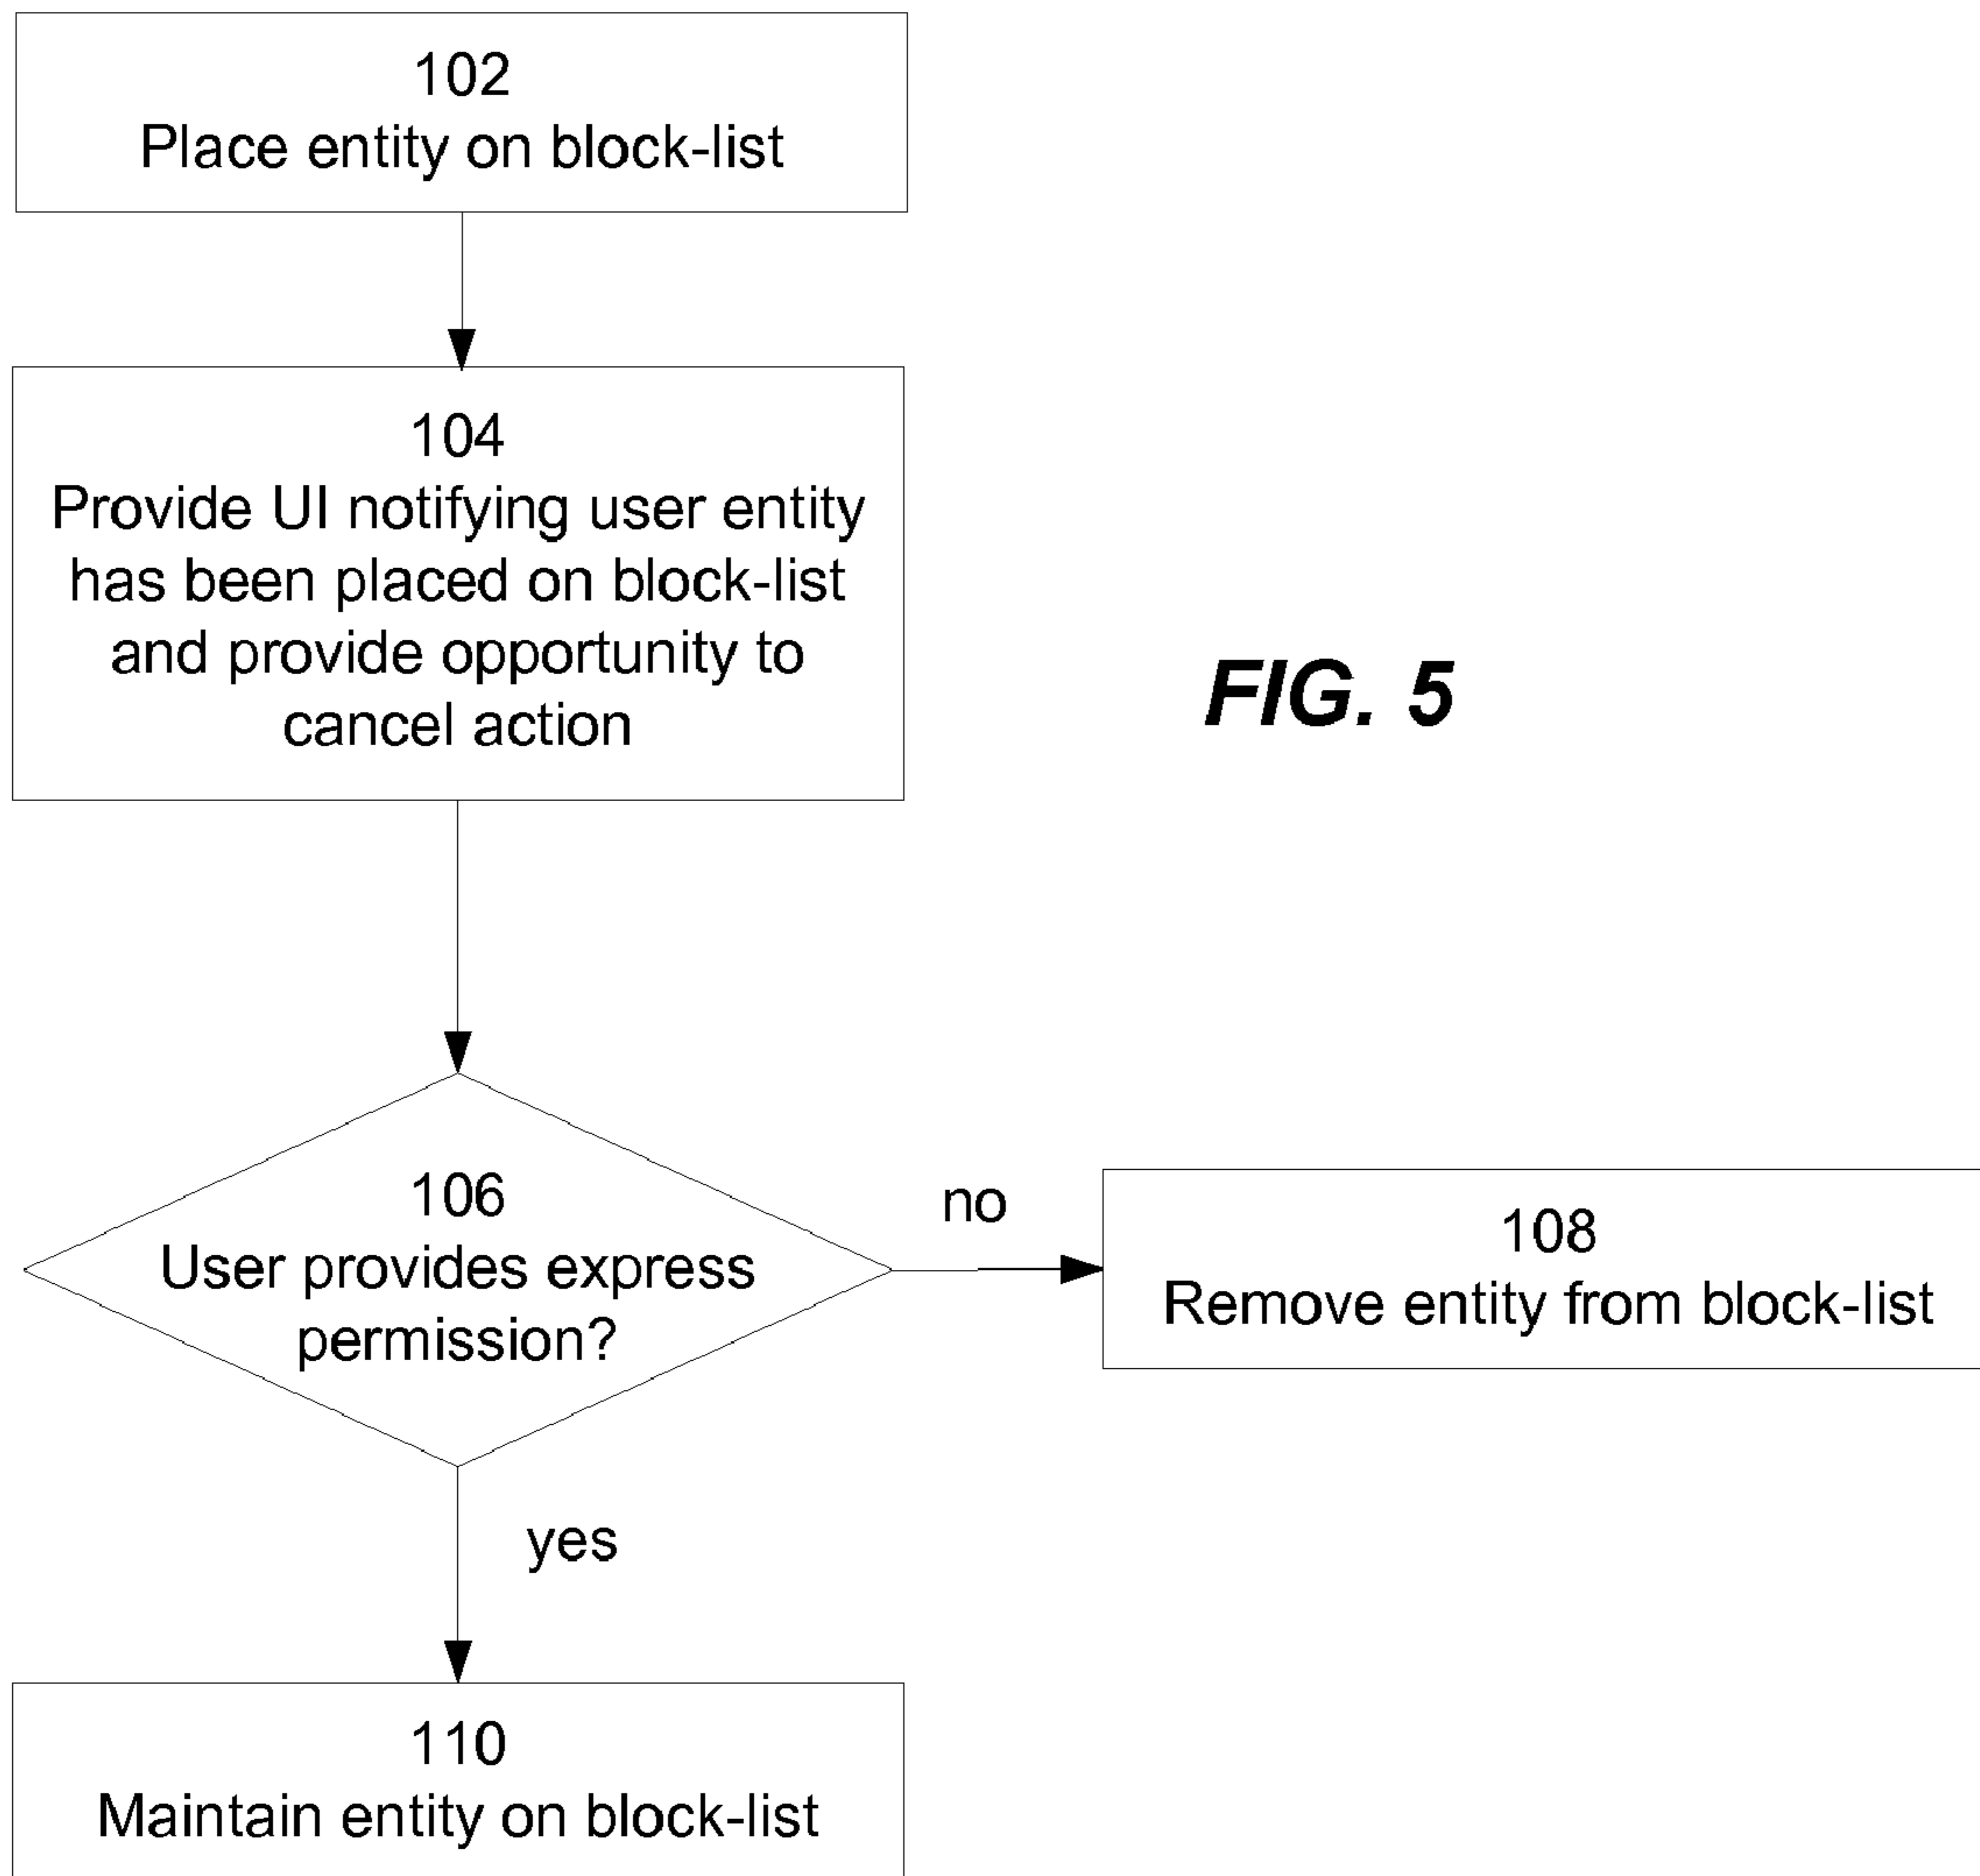 102
Place entity on block-list
104
Provide UI notifying user entity
has been placed on block-list
and provide opportunity to
cancel action
FIG. 5
106
User provides express
permission?
no
108
Remove entity from block-list
yes
110
Maintain entity on block-list